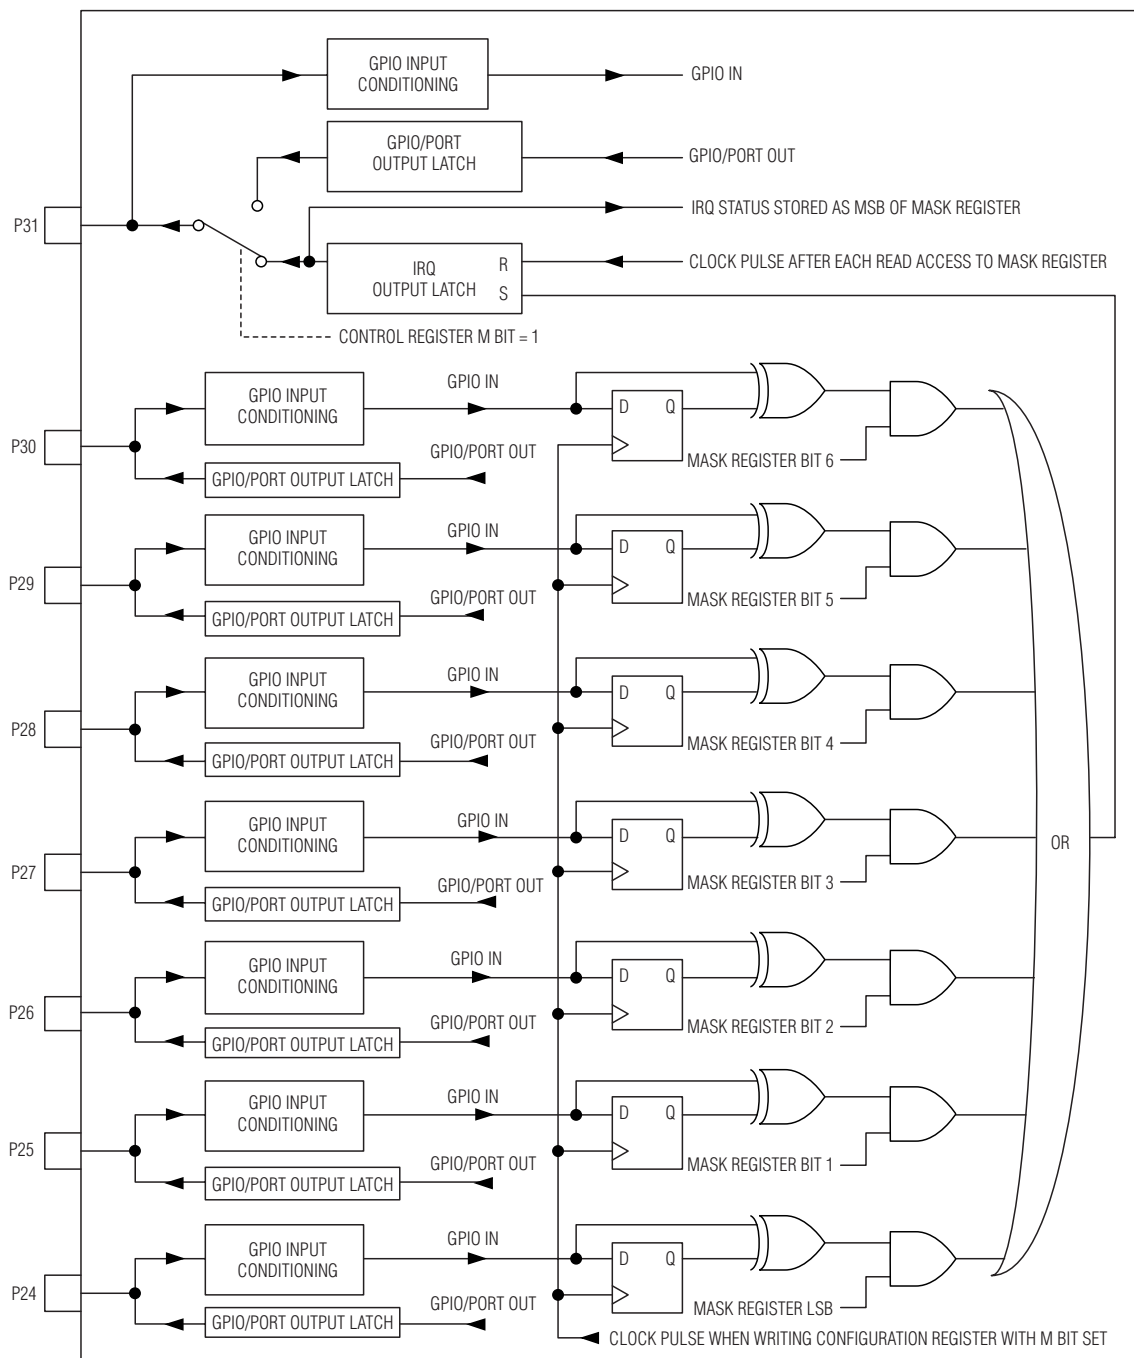 GPIO INPUT
CONDITIONING
GPIO IN
GPIO/PORT
OUTPUT LATCH
GPIO/PORT OUT
IRQ STATUS STORED AS MSB OF MASK REGISTER
P31
IRQ
OUTPUT LATCH
R
S
CLOCK PULSE AFTER EACH READ ACCESS TO MASK REGISTER
CONTROL REGISTER M BIT = 1
P30
GPIO INPUT
CONDITIONING
GPIO IN
GPIO/PORT OUT
GPIO/PORT OUTPUT LATCH
D Q
MASK REGISTER BIT 6
P29
GPIO INPUT
CONDITIONING
GPIO IN
GPIO/PORT OUT
GPIO/PORT OUTPUT LATCH
D Q
MASK REGISTER BIT 5
P28
GPIO INPUT
CONDITIONING
GPIO IN
GPIO/PORT OUT
GPIO/PORT OUTPUT LATCH
D Q
MASK REGISTER BIT 4
P27
GPIO INPUT
CONDITIONING
GPIO IN
GPIO/PORT OUT
GPIO/PORT OUTPUT LATCH
D Q
MASK REGISTER BIT 3
OR
P26
GPIO INPUT
CONDITIONING
GPIO IN
GPIO/PORT OUT
GPIO/PORT OUTPUT LATCH
D Q
MASK REGISTER BIT 2
P25
GPIO INPUT
CONDITIONING
GPIO IN
GPIO/PORT OUT
GPIO/PORT OUTPUT LATCH
D Q
MASK REGISTER BIT 1
P24
GPIO INPUT
CONDITIONING
GPIO IN
GPIO/PORT OUT
GPIO/PORT OUTPUT LATCH
D Q
MASK REGISTER LSB
CLOCK PULSE WHEN WRITING CONFIGURATION REGISTER WITH M BIT SET